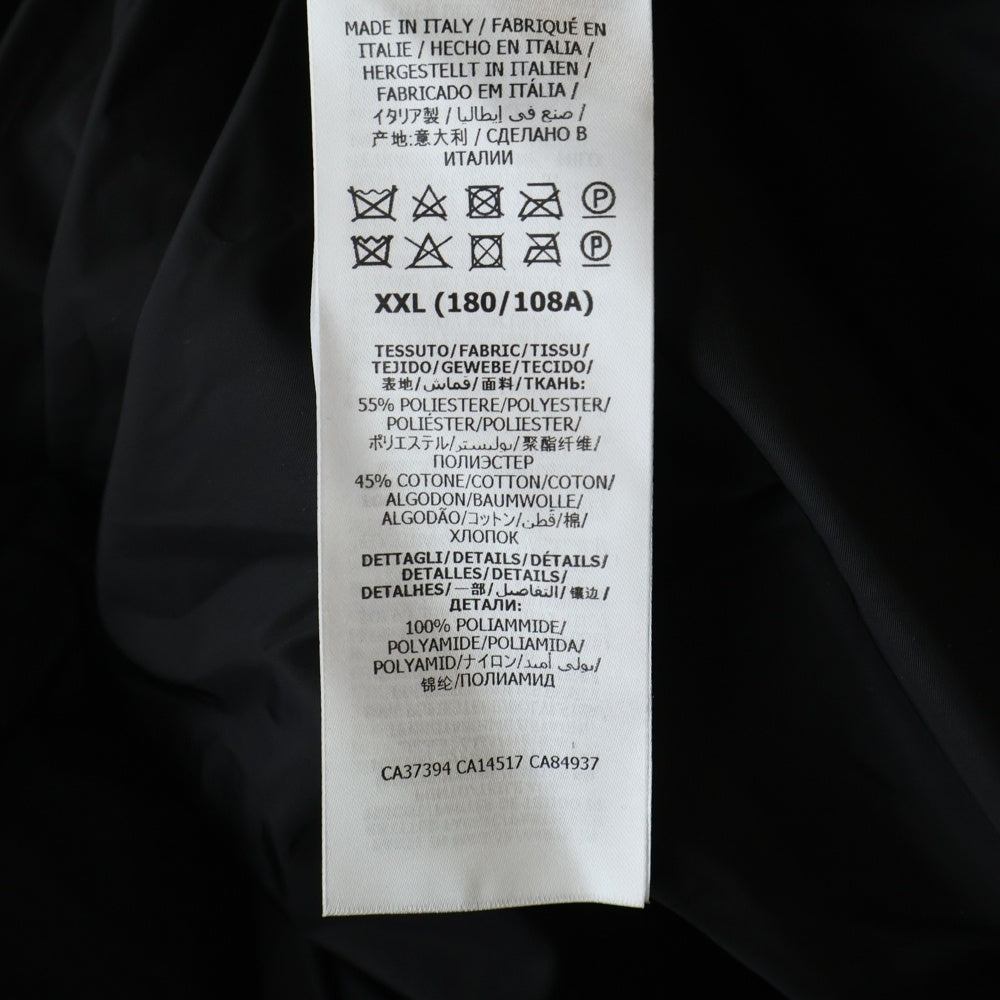 MADE IN ITALY / FABRIQUÉ EN
ITALIE / HECHO EN ITALIA /
HERGESTELLT IN ITALIEN /
FABRICADO EM ITÁLIA /
イタリア製 / صنع في إيطاليا /
产地:意大利 / СДЕЛАНО В
ИТАЛИИ
P
P
XXL (180/108A)
TESSUTO/FABRIC/TISSU/
TEJIDO/GEWEBE/TECIDO/
表地/قماش/面料/ТКАНЬ:
55% POLIESTERE/POLYESTER/
POLIÉSTER/POLIESTER/
ポリエステル/بوليستر/聚酯纤维/
ПОЛИЭСТЕР
45% COTONE/COTTON/COTON/
ALGODON/BAUMWOLLE/
ALGODÃO/コットン/قطن/棉/
ХЛОПОК
DETTAGLI/DETAILS/DÉTAILS/
DETALLES/DETAILS/
DETALHES/一部/التفاصيل/镶边/
ДЕТАЛИ:
100% POLIAMMIDE/
POLYAMIDE/POLIAMIDA/
POLYAMID/ナイロン/بولي أميد/
锦纶/ПОЛИАМИД
CA37394 CA14517 CA84937